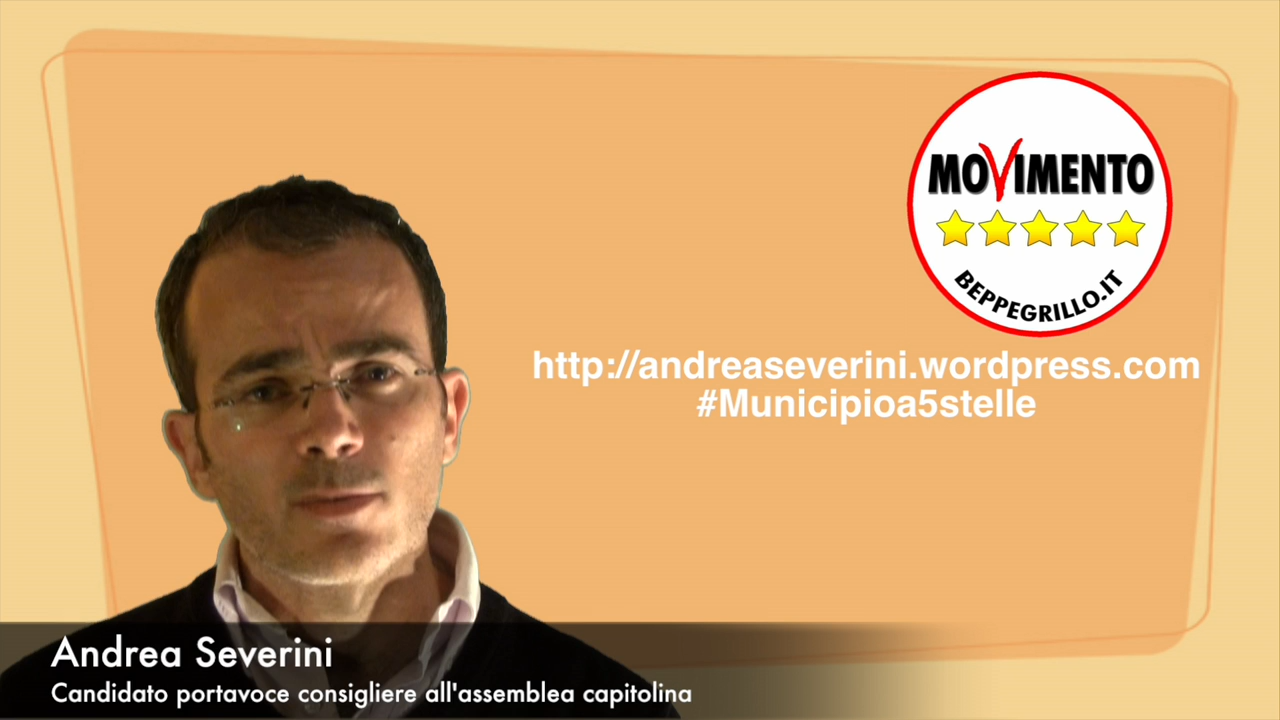 MOVIMENTO
BEPPEGRILLO.IT
http://andreaseverini.wordpress.com
#Municipioa5stelle
Andrea Severini
Candidato portavoce consigliere all'assemblea capitolina